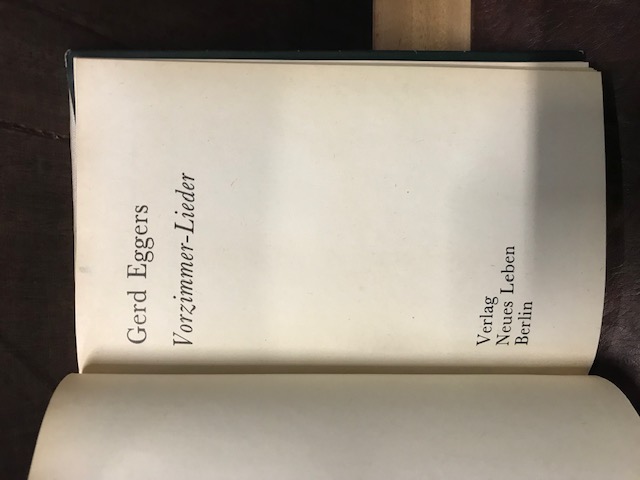 Gerd Eggers
Vorzimmer-Lieder
Verlag
Neues Leben
Berlin